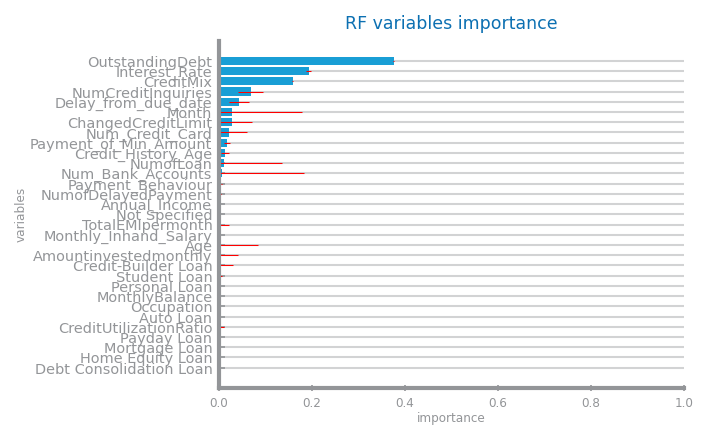 RF variables importance
OutstandingDebt
Interest_Rate
CreditMix
NumCreditInquiries
Delay_from_due_date
Month
ChangedCreditLimit
Num_Credit_Card
Payment_of_Min_Amount
Credit_History_Age
NumofLoan
Num_Bank_Accounts
Payment_Behaviour
NumofDelayedPayment
Annual_Income
Not Specified
TotalEMIpermonth
Monthly_Inhand_Salary
Age
Amountinvestedmonthly
Credit-Builder Loan
Student Loan
Personal Loan
MonthlyBalance
Occupation
Auto Loan
CreditUtilizationRatio
Payday Loan
Mortgage Loan
Home Equity Loan
Debt Consolidation Loan
variables
0.0 0.2 0.4 0.6 0.8 1.0
importance